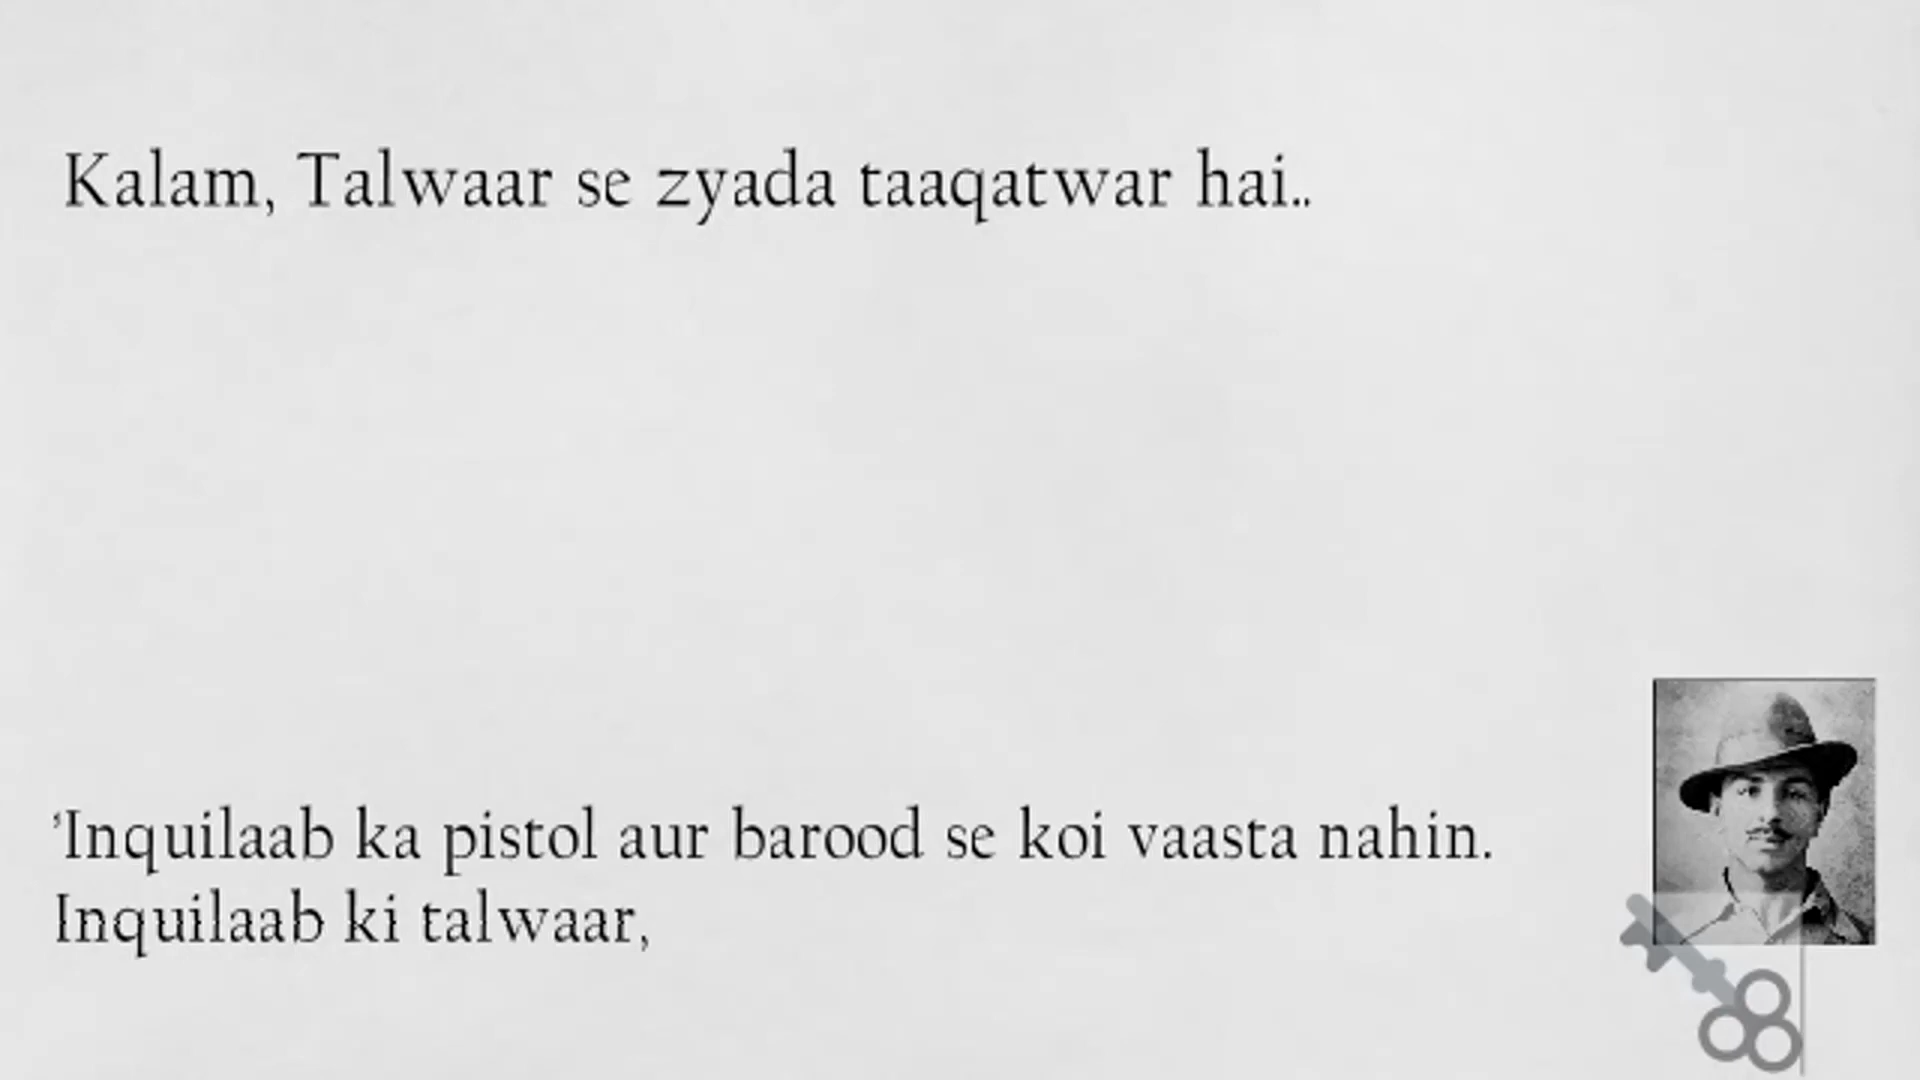 Kalam, Talwaar se zyada taaqatwar hai..
'Inquilaab ka pistol aur barood se koi vaasta nahin.
Inquilaab ki talwaar,